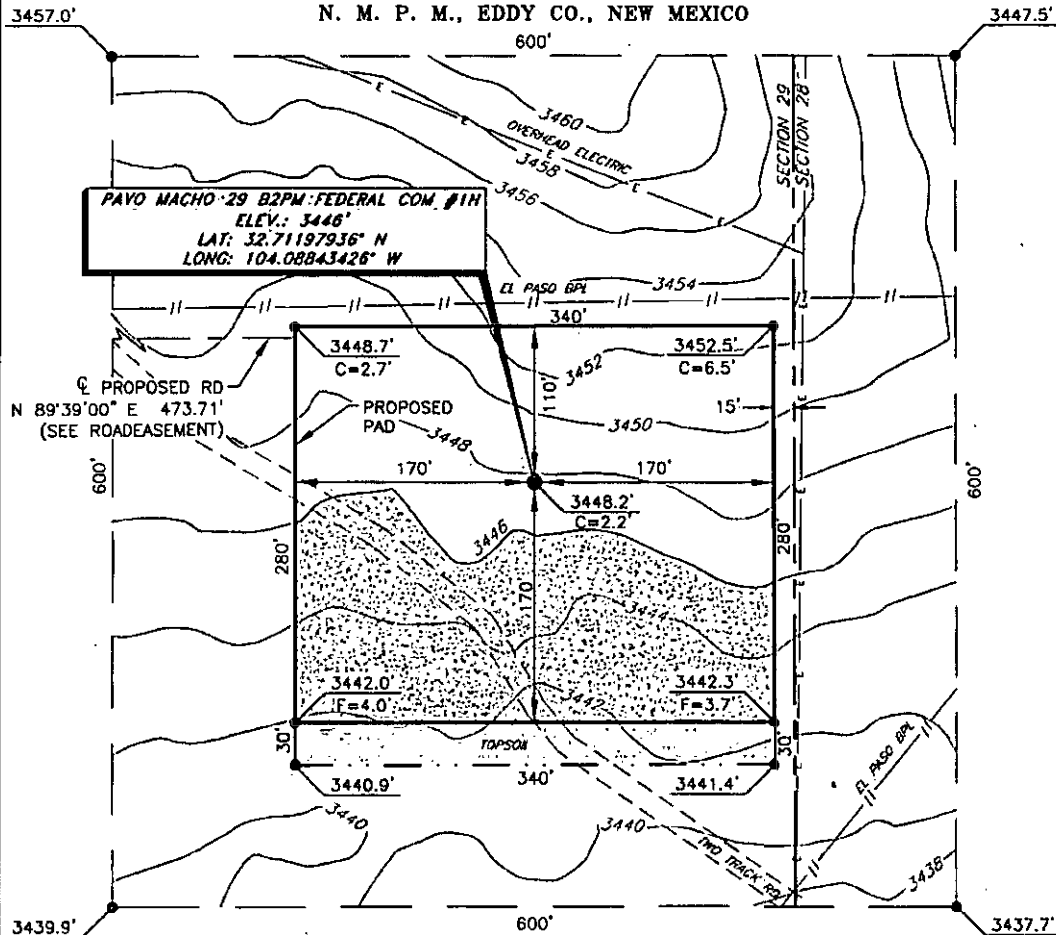 N. M. P. M., EDDY CO., NEW MEXICO
3457.0'
3447.5'
600'
3460
OVERHEAD ELECTRIC
E
E
E
E
E
3458
3456
SECTION 29
SECTION 28
PAVO MACHO 29 B2PM FEDERAL COM #1H
ELEV.: 3446'
LAT: 32.71197936° N
LONG: 104.08843426° W
EL PASO BPL
3454
340'
3448.7'
C=2.7'
3452
3452.5'
C=6.5'
℄ PROPOSED RD
N 89°39'00" E 473.71'
(SEE ROADEASEMENT)
PROPOSED
PAD
110'
15'
3450
3448
170'
170'
600'
600'
3448.2'
C=2.2'
3446
280'
280'
170
3444
3442.0'
F=4.0'
3442
3442.3'
F=3.7'
30'
TOPSOIL
30'
EL PASO BPL
340'
3440.9'
3441.4'
3440
3440
TWO TRACK RD
3438
3439.9'
600'
3437.7'